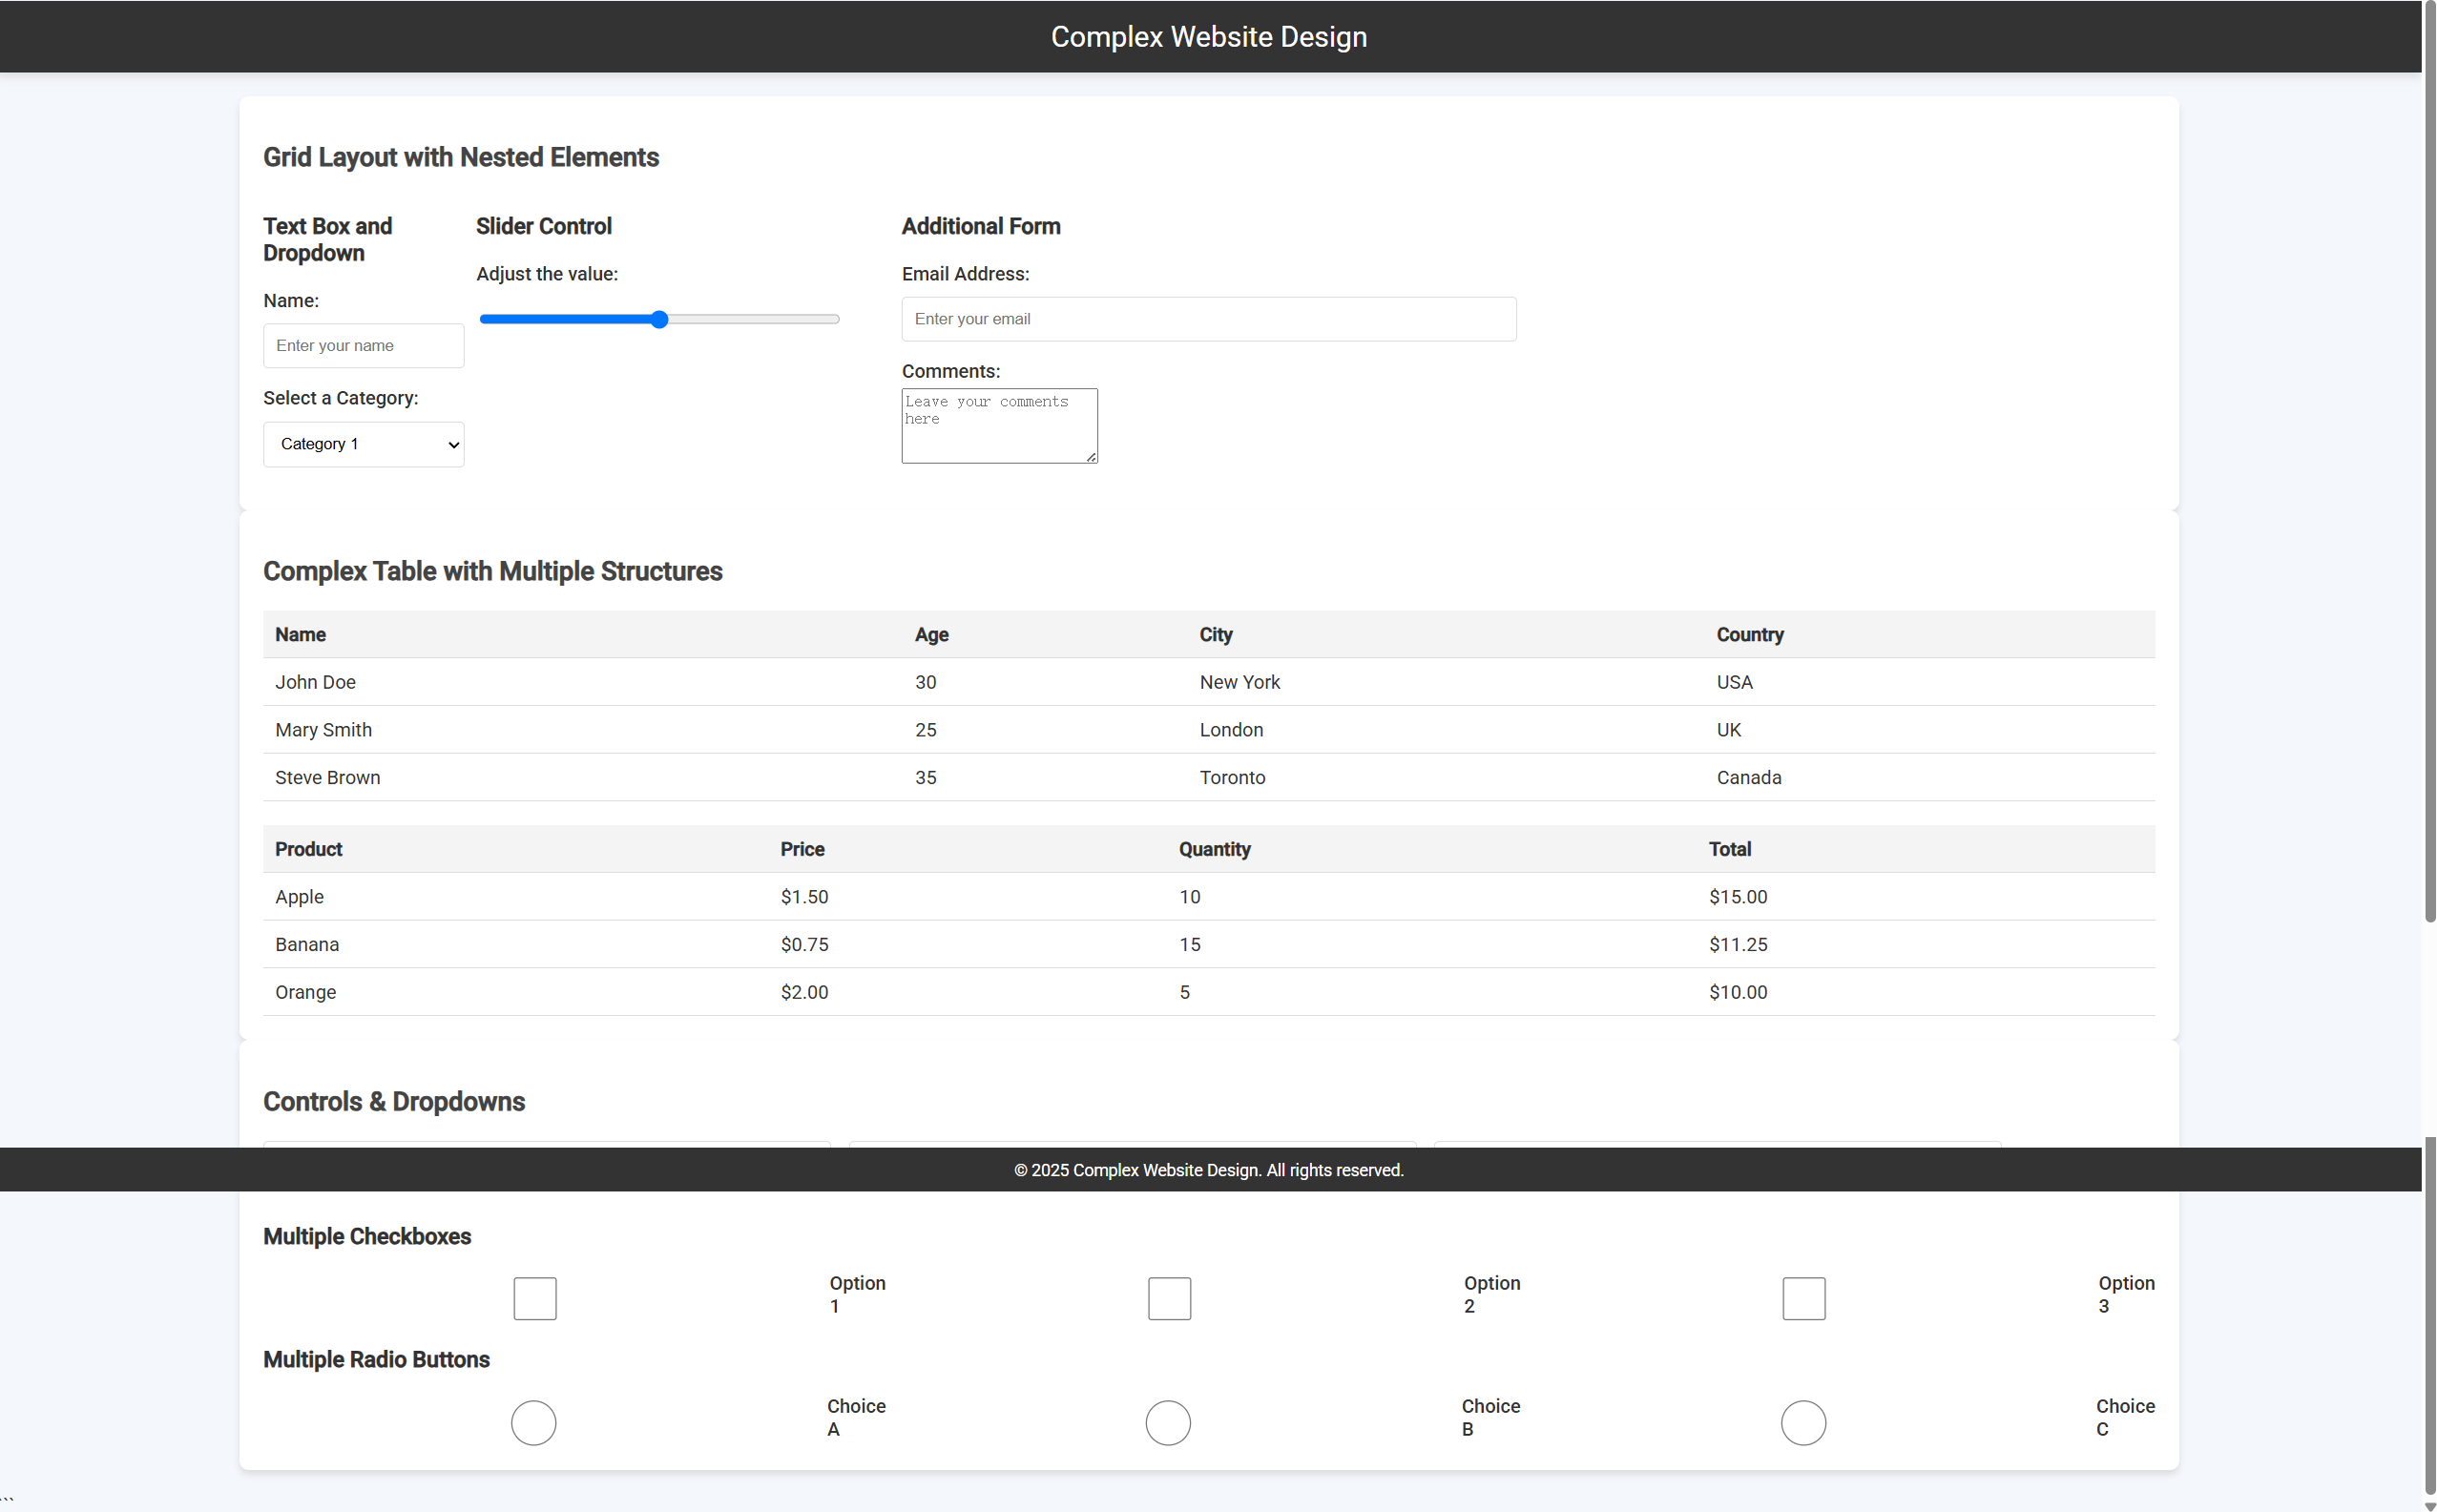 Complex Website Design
Grid Layout with Nested Elements
Text Box and
Dropdown
Name:
Enter your name
Select a Category:
Category 1
Slider Control
Adjust the value:
Additional Form
Email Address:
Enter your email
Comments:
Leave your comments
here
Complex Table with Multiple Structures
Name Age City Country
John Doe 30 New York USA
Mary Smith 25 London UK
Steve Brown 35 Toronto Canada
Product Price Quantity Total
Apple $1.50 10 $15.00
Banana $0.75 15 $11.25
Orange $2.00 5 $10.00
Controls & Dropdowns
© 2025 Complex Website Design. All rights reserved.
Multiple Checkboxes
Option
1
Option
2
Option
3
Multiple Radio Buttons
Choice
A
Choice
B
Choice
C
```